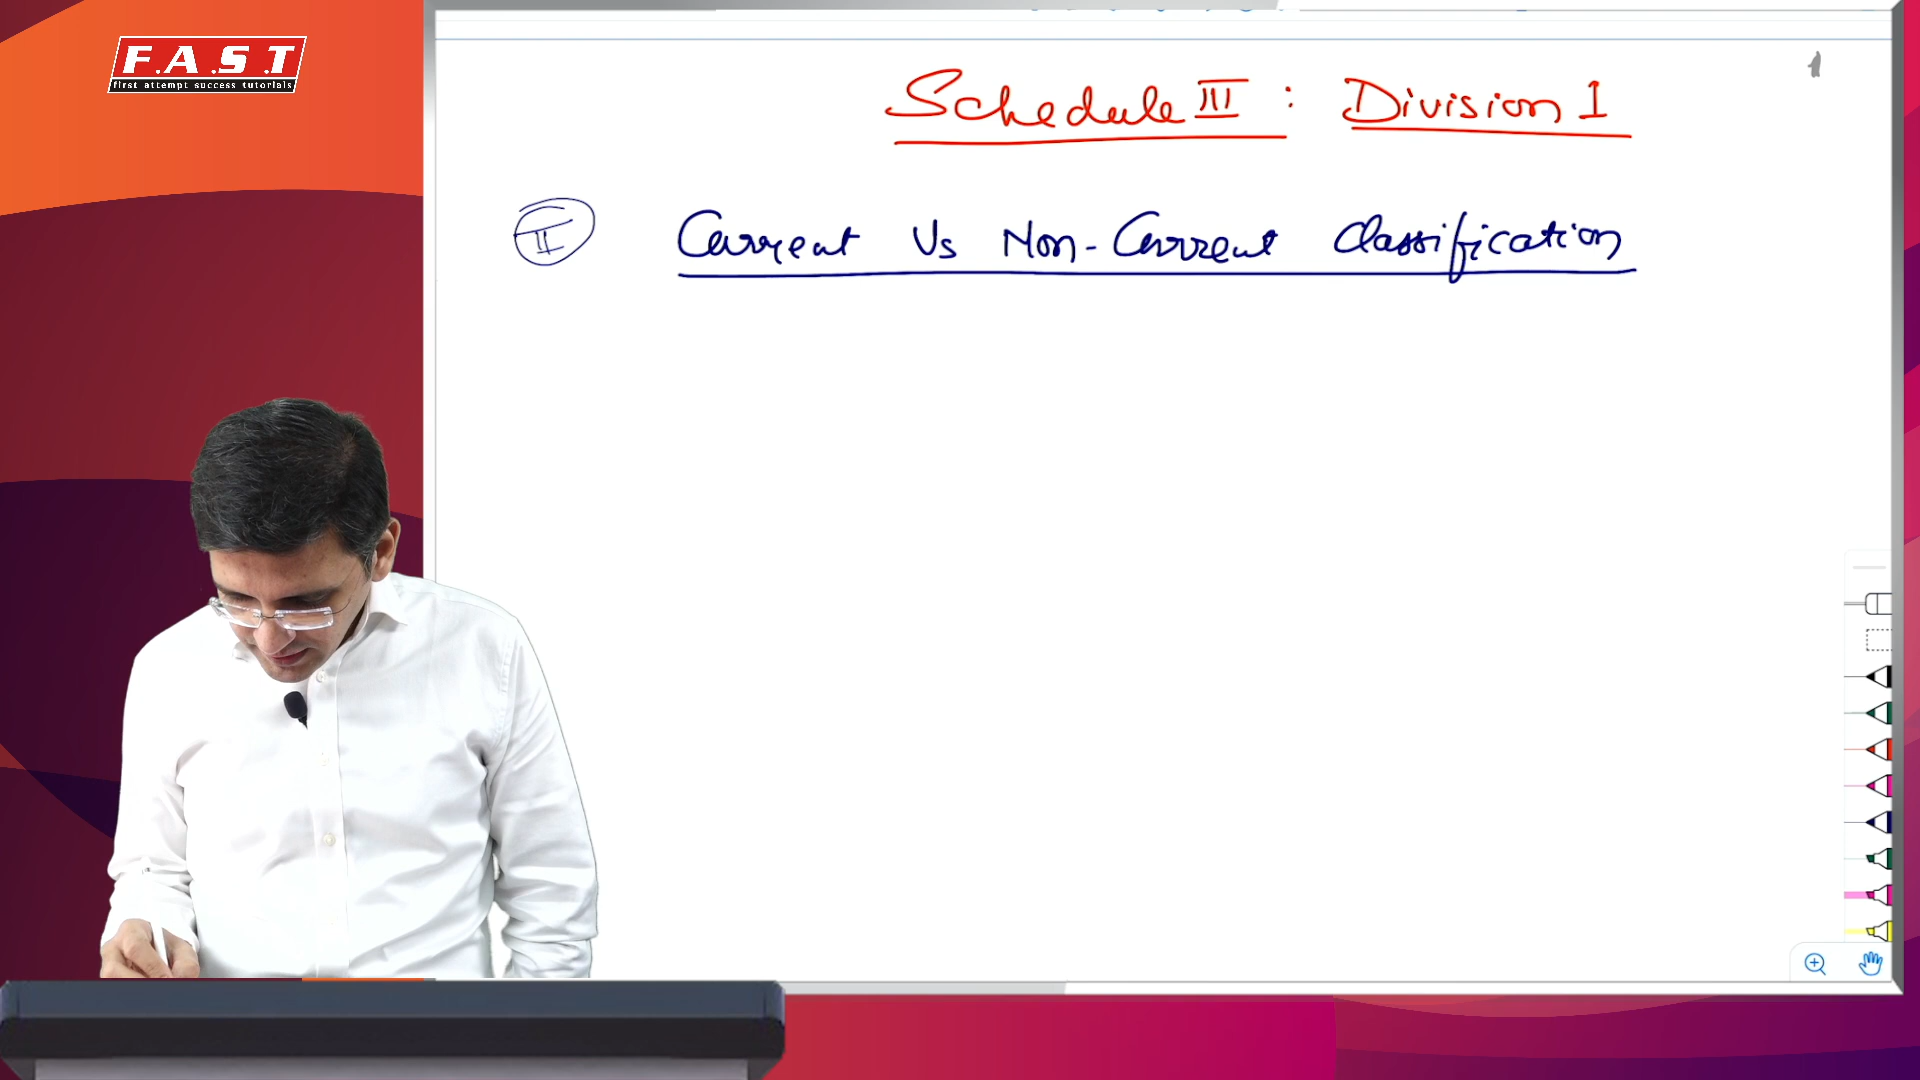 F.A.S.T
first attempt success tutorials
Schedule III : Division I
II Current Vs Non-Current Classification